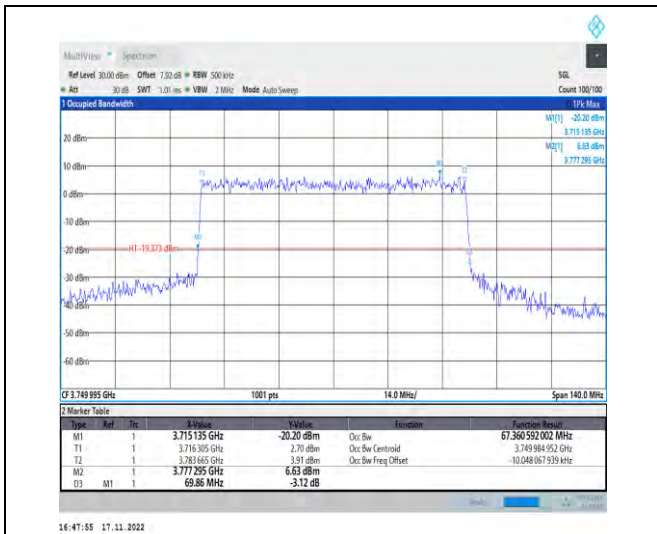 MultiView Spectrum
Ref Level 30.00 dBm Offset 7.92 dB RBW 500 kHz SGL
Att 30 dB SWT 1.01 ms VBW 2 MHz Mode Auto Sweep Count 100/100
1 Occupied Bandwidth 1Pk Max
M1[1] -20.20 dBm
3.715 135 GHz
M2[1] 6.63 dBm
3.777 295 GHz
20 dBm
10 dBm
0 dBm
-10 dBm
-20 dBm
H1 -19.373 dBm
-30 dBm
-40 dBm
-50 dBm
-60 dBm
T1
M2
T2
M1
CF 3.749 995 GHz 1001 pts 14.0 MHz/ Span 140.0 MHz
2 Marker Table
Type Ref Trc X-Value Y-Value Function Function Result
M1 1 3.715 135 GHz -20.20 dBm Occ Bw 67.360 592 002 MHz
T1 1 3.716 305 GHz 2.70 dBm Occ Bw Centroid 3.749 984 952 GHz
T2 1 3.783 665 GHz 3.91 dBm Occ Bw Freq Offset -10.048 067 939 kHz
M2 1 3.777 295 GHz 6.63 dBm
D3 M1 1 69.86 MHz -3.12 dB
16:47:55 17.11.2022